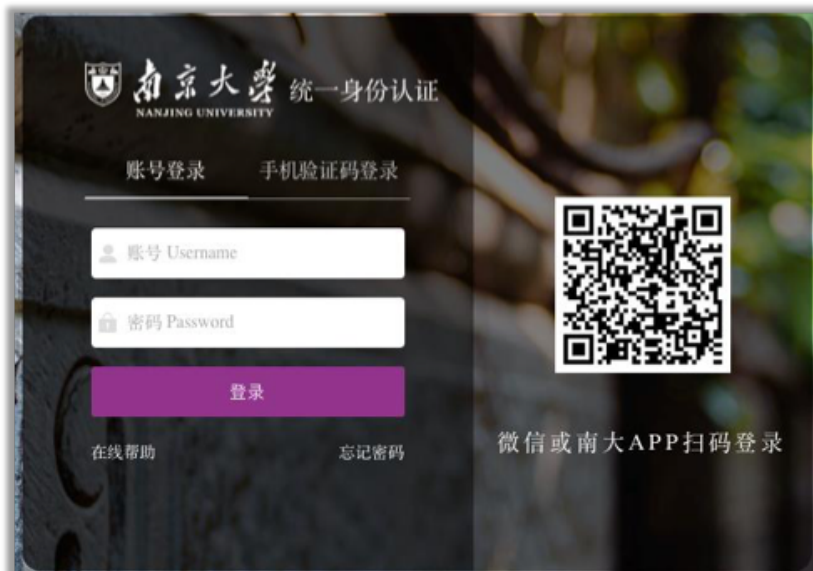 南京大學 统一身份认证
NANJING UNIVERSITY
账号登录 手机验证码登录
账号 Username
密码 Password
登录
在线帮助 忘记密码
微信或南大APP扫码登录